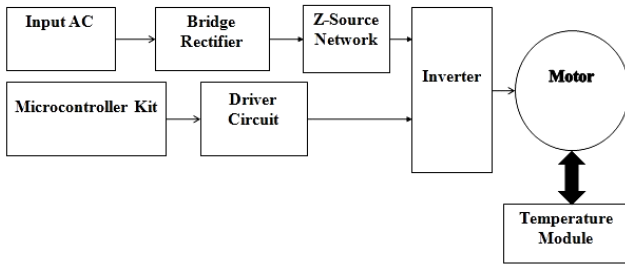 Input AC
Bridge
Rectifier
Z-Source
Network
Inverter
Motor
Microcontroller Kit
Driver
Circuit
Temperature
Module